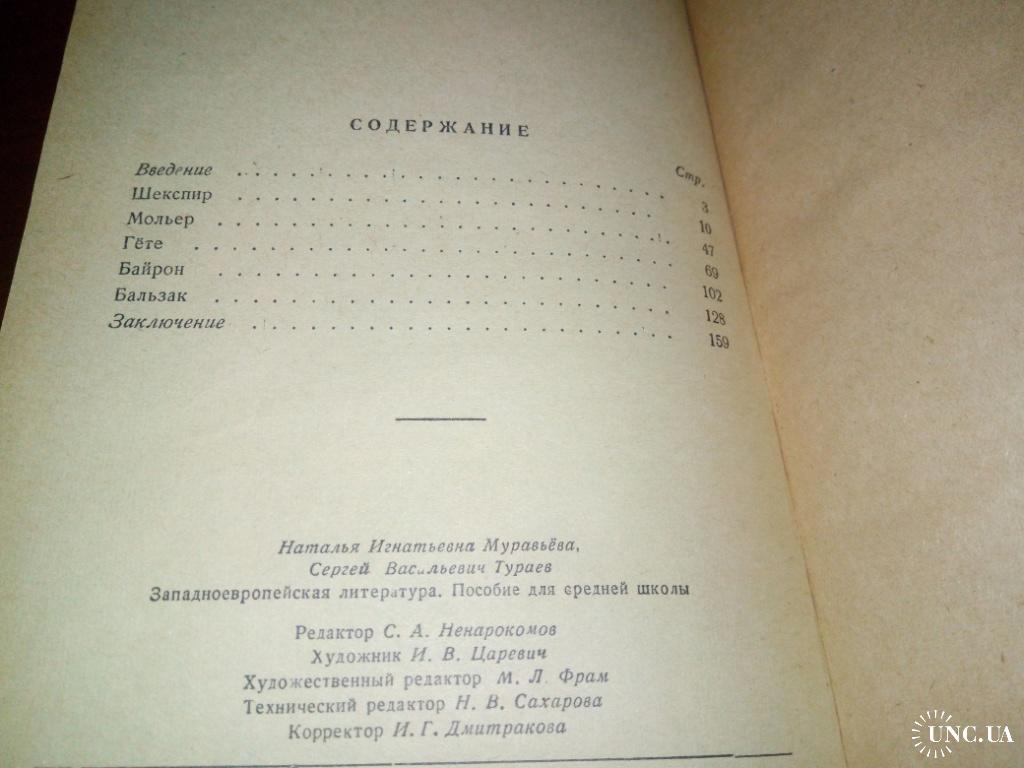 СОДЕРЖАНИЕ
Стр.
Введение 3
Шекспир 10
Мольер 47
Гёте 69
Байрон 102
Бальзак 128
Заключение 159
Наталья Игнатьевна Муравьёва,
Сергей Васильевич Тураев
Западноевропейская литература. Пособие для средней школы
Редактор С. А. Ненарокомов
Художник И. В. Царевич
Художественный редактор М. Л. Фрам
Технический редактор Н. В. Сахарова
Корректор И. Г. Дмитракова
UNC.UA